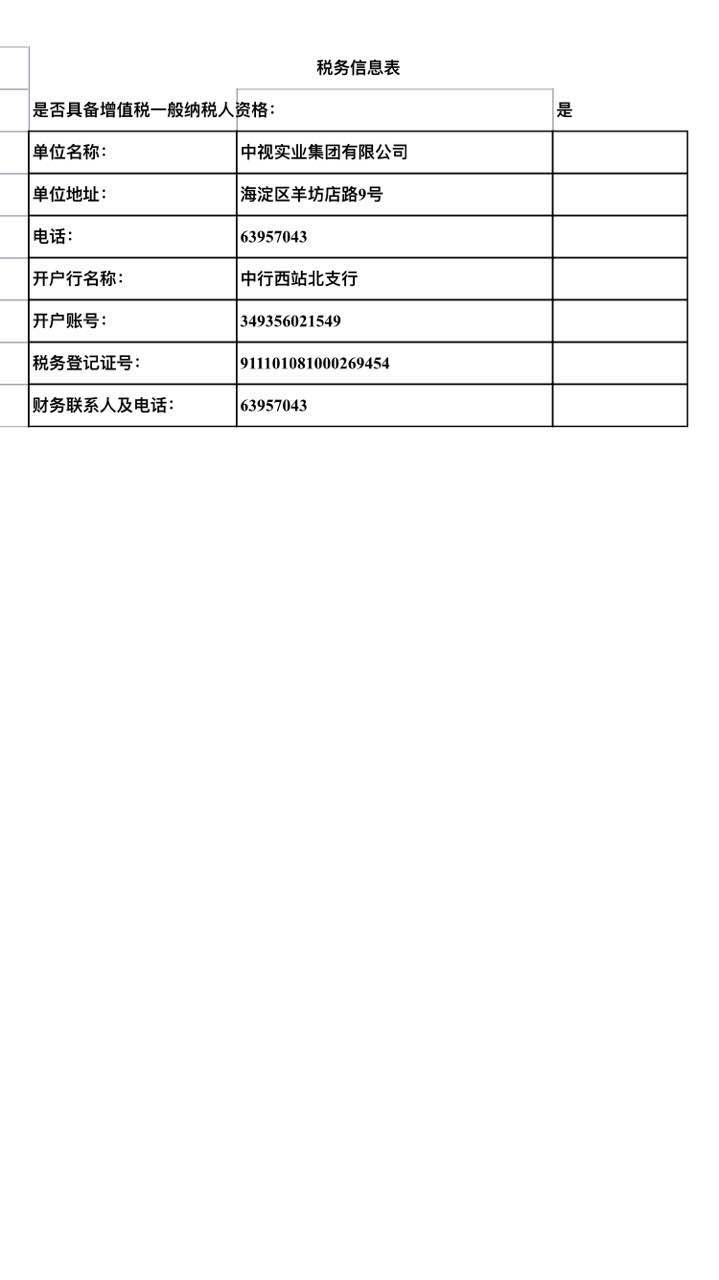 税务信息表
是否具备增值税一般纳税人资格： 是
单位名称： 中视实业集团有限公司
单位地址： 海淀区羊坊店路9号
电话： 63957043
开户行名称： 中行西站北支行
开户账号： 349356021549
税务登记证号： 911101081000269454
财务联系人及电话： 63957043